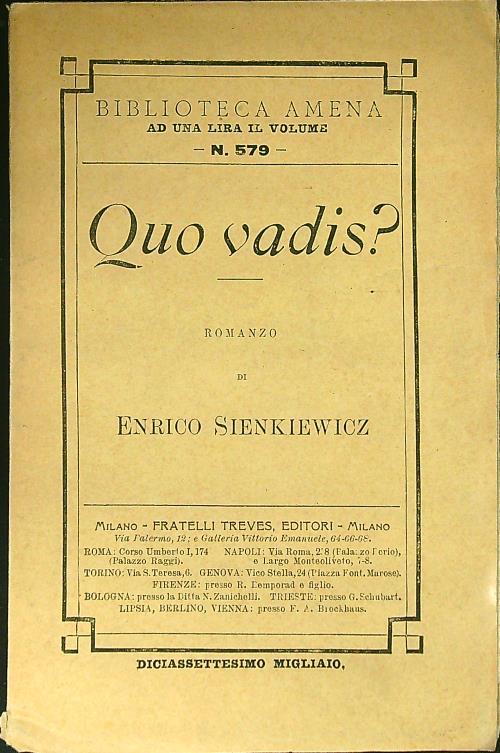 BIBLIOTECA AMENA
AD UNA LIRA IL VOLUME
– N. 579 –
Quo vadis?
ROMANZO
DI
ENRICO SIENKIEWICZ
MILANO - FRATELLI TREVES, EDITORI - MILANO
Via Palermo, 12; e Galleria Vittorio Emanuele, 64-66-68.
ROMA: Corso Umberto I, 174 NAPOLI: Via Roma, 258 (Palazzo
(Palazzo Raggi). e Largo Monteoliveto, 7-8.
TORINO: Via S. Teresa, 6. GENOVA: Vico Stella, 24 (Piazza Font. Marose).
FIRENZE: presso R. Bemporad e figlio.
BOLOGNA: presso la Ditta N. Zanichelli. TRIESTE: presso G. Schubart.
LIPSIA, BERLINO, VIENNA: presso F. A. Brockhaus.
DICIASSETTESIMO MIGLIAIO.